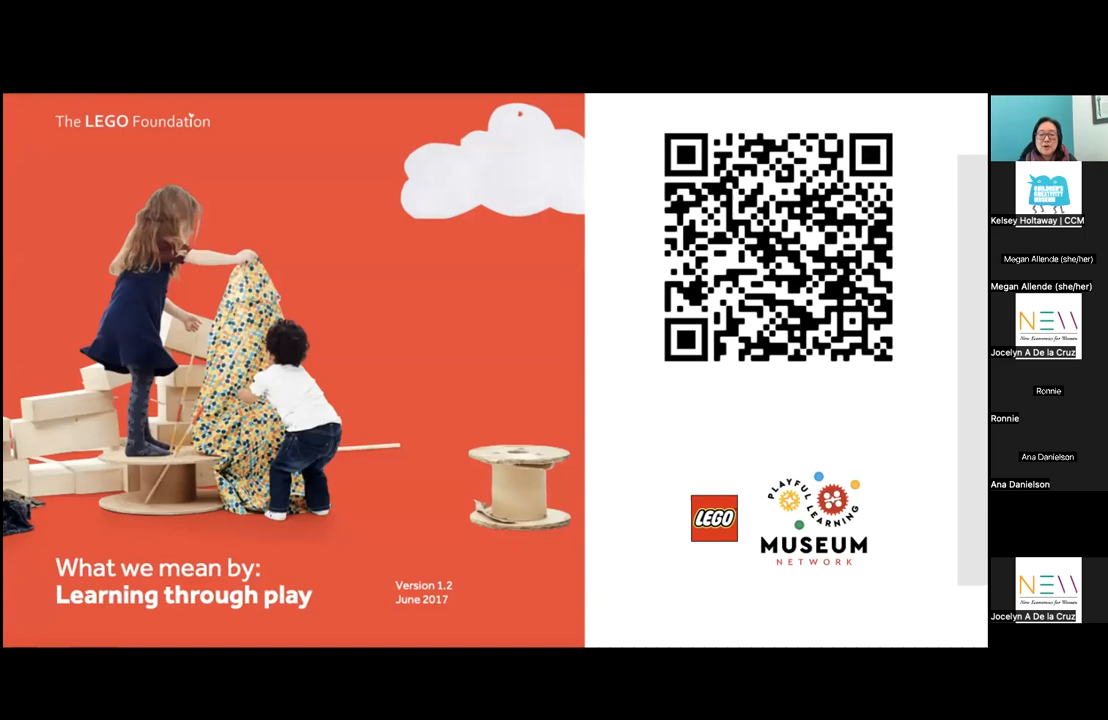 The LEGO Foundation
What we mean by:
Learning through play
Version 1.2
June 2017
LEGO
PLAYFUL LEARNING
MUSEUM
NETWORK
CHILDREN'S
CREATIVITY
MUSEUM
Kelsey Holtaway | CCM
Megan Allende (she/her)
Megan Allende (she/her)
NEW
New Economics for Women
Jocelyn A De la Cruz
Ronnie
Ronnie
Ana Danielson
Ana Danielson
NEW
New Economics for Women
Jocelyn A De la Cruz